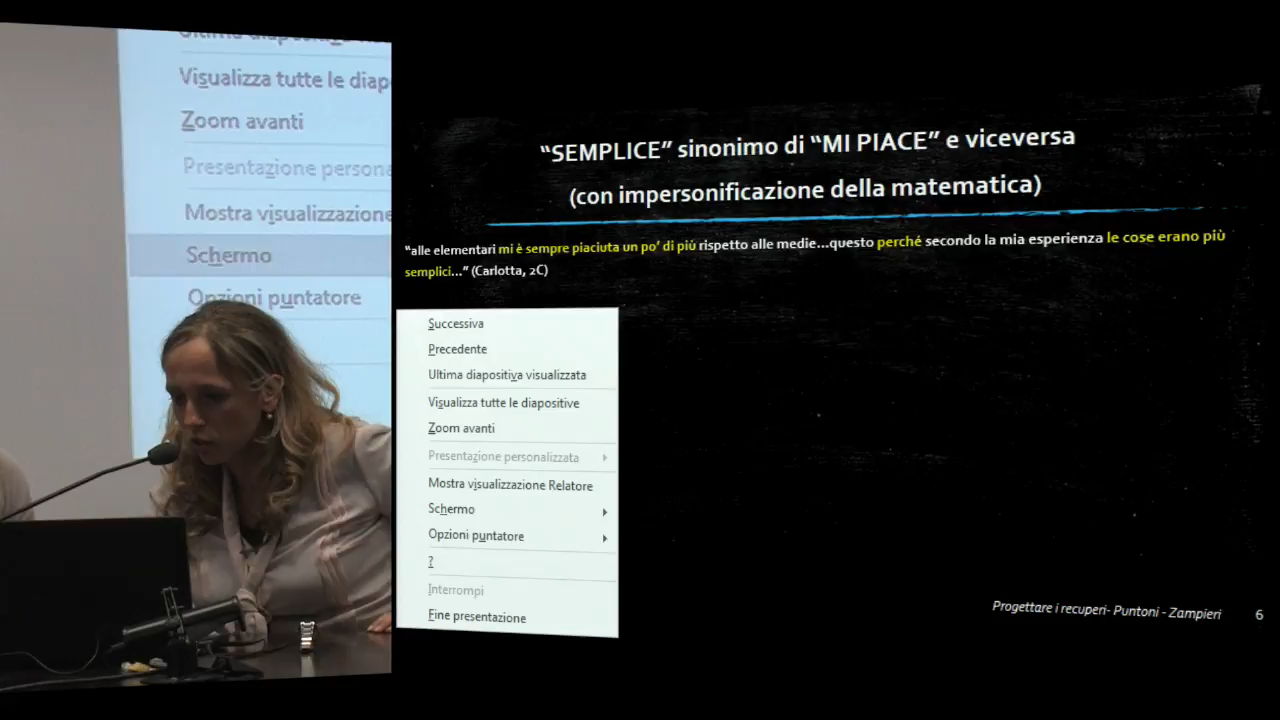 Visualizza tutte le diap
Zoom avanti
Presentazione persona
Mostra visualizzazione
Schermo
Opzioni puntatore
“SEMPLICE” sinonimo di “MI PIACE” e viceversa
(con impersonificazione della matematica)
“alle elementari mi è sempre piaciuta un po’ di più rispetto alle medie...questo perché secondo la mia esperienza le cose erano più
semplici...” (Carlotta, 2C)
Successiva
Precedente
Ultima diapositiva visualizzata
Visualizza tutte le diapositive
Zoom avanti
Presentazione personalizzata
Mostra visualizzazione Relatore
Schermo
Opzioni puntatore
?
Interrompi
Fine presentazione
Progettare i recuperi- Puntoni - Zampieri 6